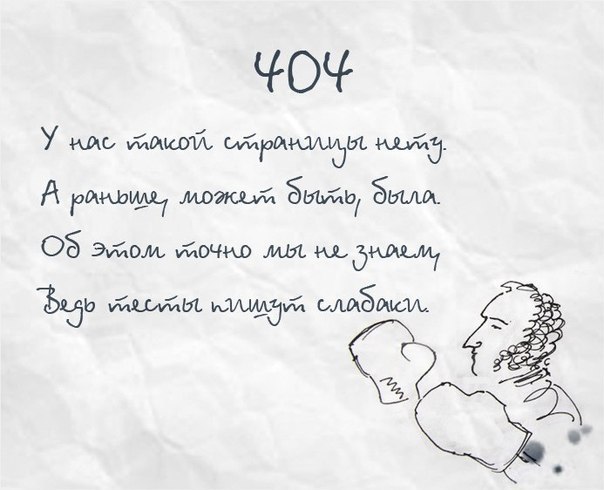 404
У нас такой страницы нету.
А раньше, может быть, была.
Об этом точно мы не знаем,
Ведь тесты пишут слабаки.